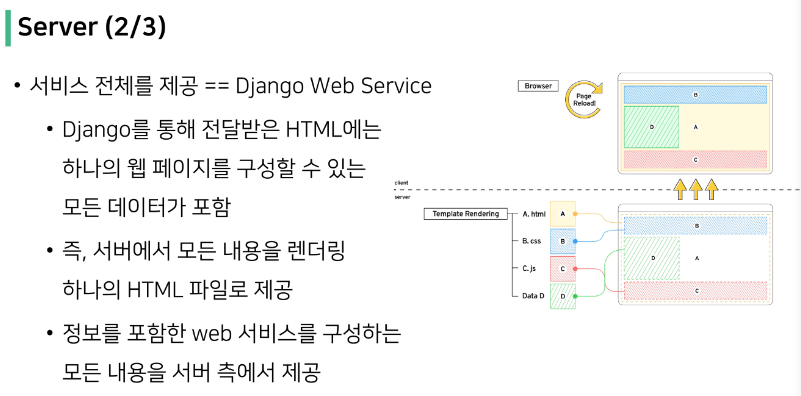 Server (2/3)
• 서비스 전체를 제공 == Django Web Service
• Django를 통해 전달받은 HTML에는
하나의 웹 페이지를 구성할 수 있는
모든 데이터가 포함
• 즉, 서버에서 모든 내용을 렌더링
하나의 HTML 파일로 제공
• 정보를 포함한 web 서비스를 구성하는
모든 내용을 서버 측에서 제공
Browser
Page
Reload!
B
D
A
C
client
server
Template Rendering
A. html
A
B. css
B
C. js
C
Data D
D
B
D
A
C